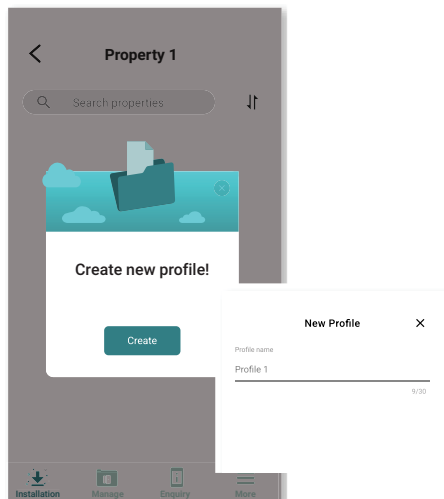 Property 1
Search properties
Create new profile!
Create
New Profile
Profile name
Profile 1
9/30
Installation Manage Enquiry More